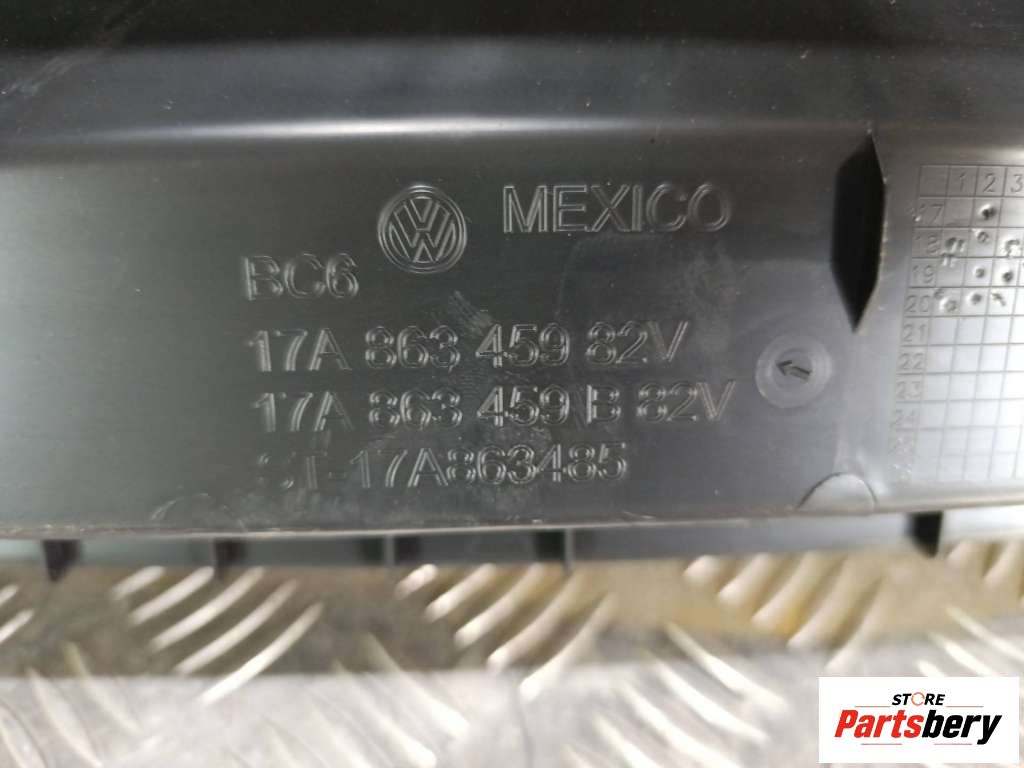 MEXICO
BC6
17A 863 459 82V
17A 863 459 B 82V
ST-17A863485
1 2 3
17
18
19
20
21
22
23
24
STORE
Partsbery